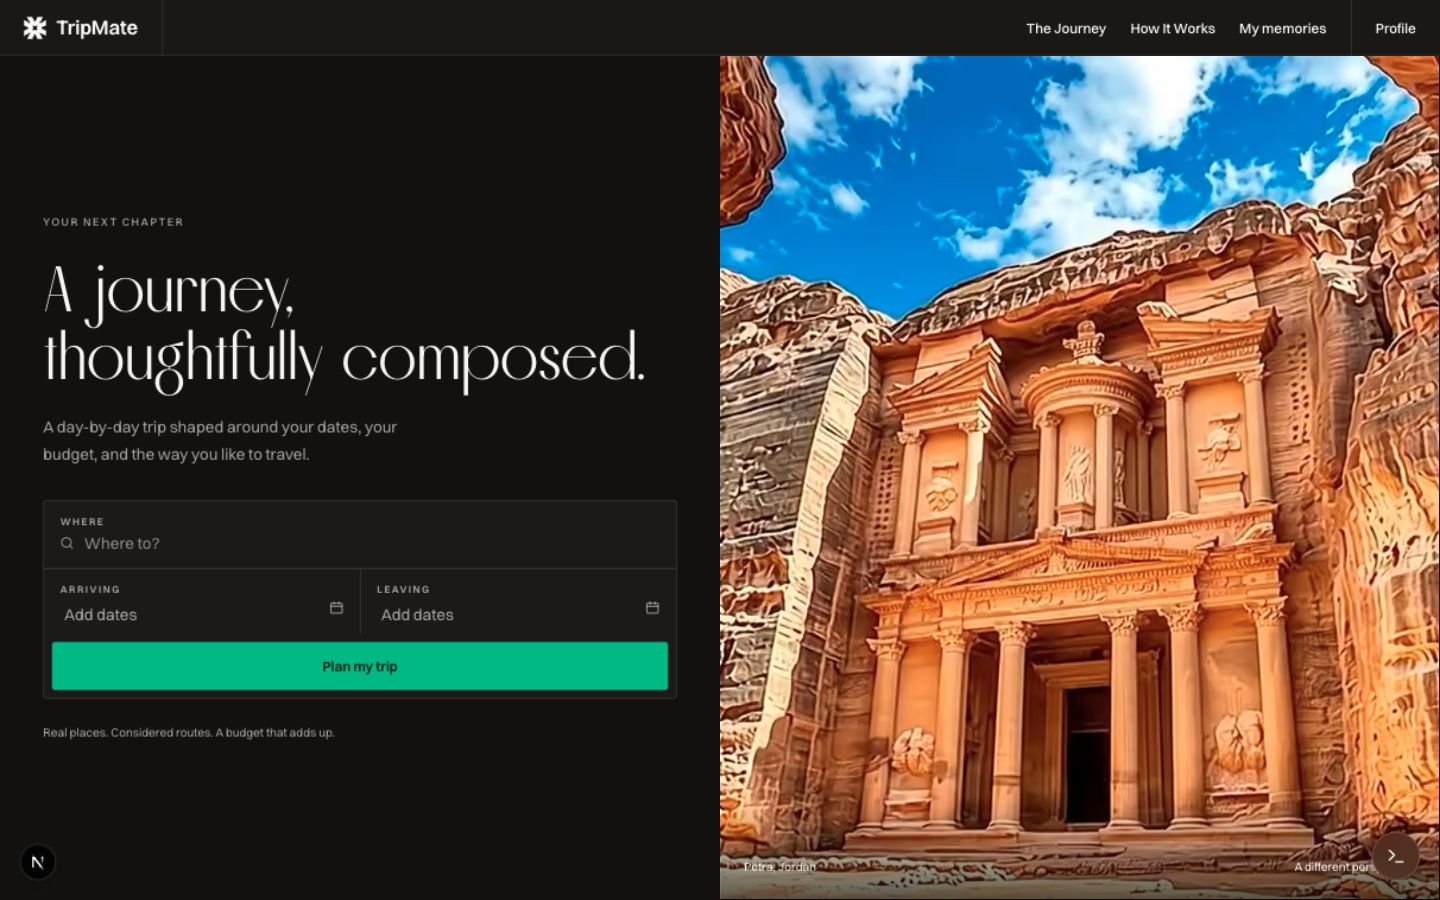 TripMate
The Journey
How It Works
My memories
Profile
YOUR NEXT CHAPTER
A journey,
thoughtfully composed.
A day-by-day trip shaped around your dates, your
budget, and the way you like to travel.
WHERE
Where to?
ARRIVING
Add dates
LEAVING
Add dates
Plan my trip
Real places. Considered routes. A budget that adds up.
N
Petra, Jordan
A different